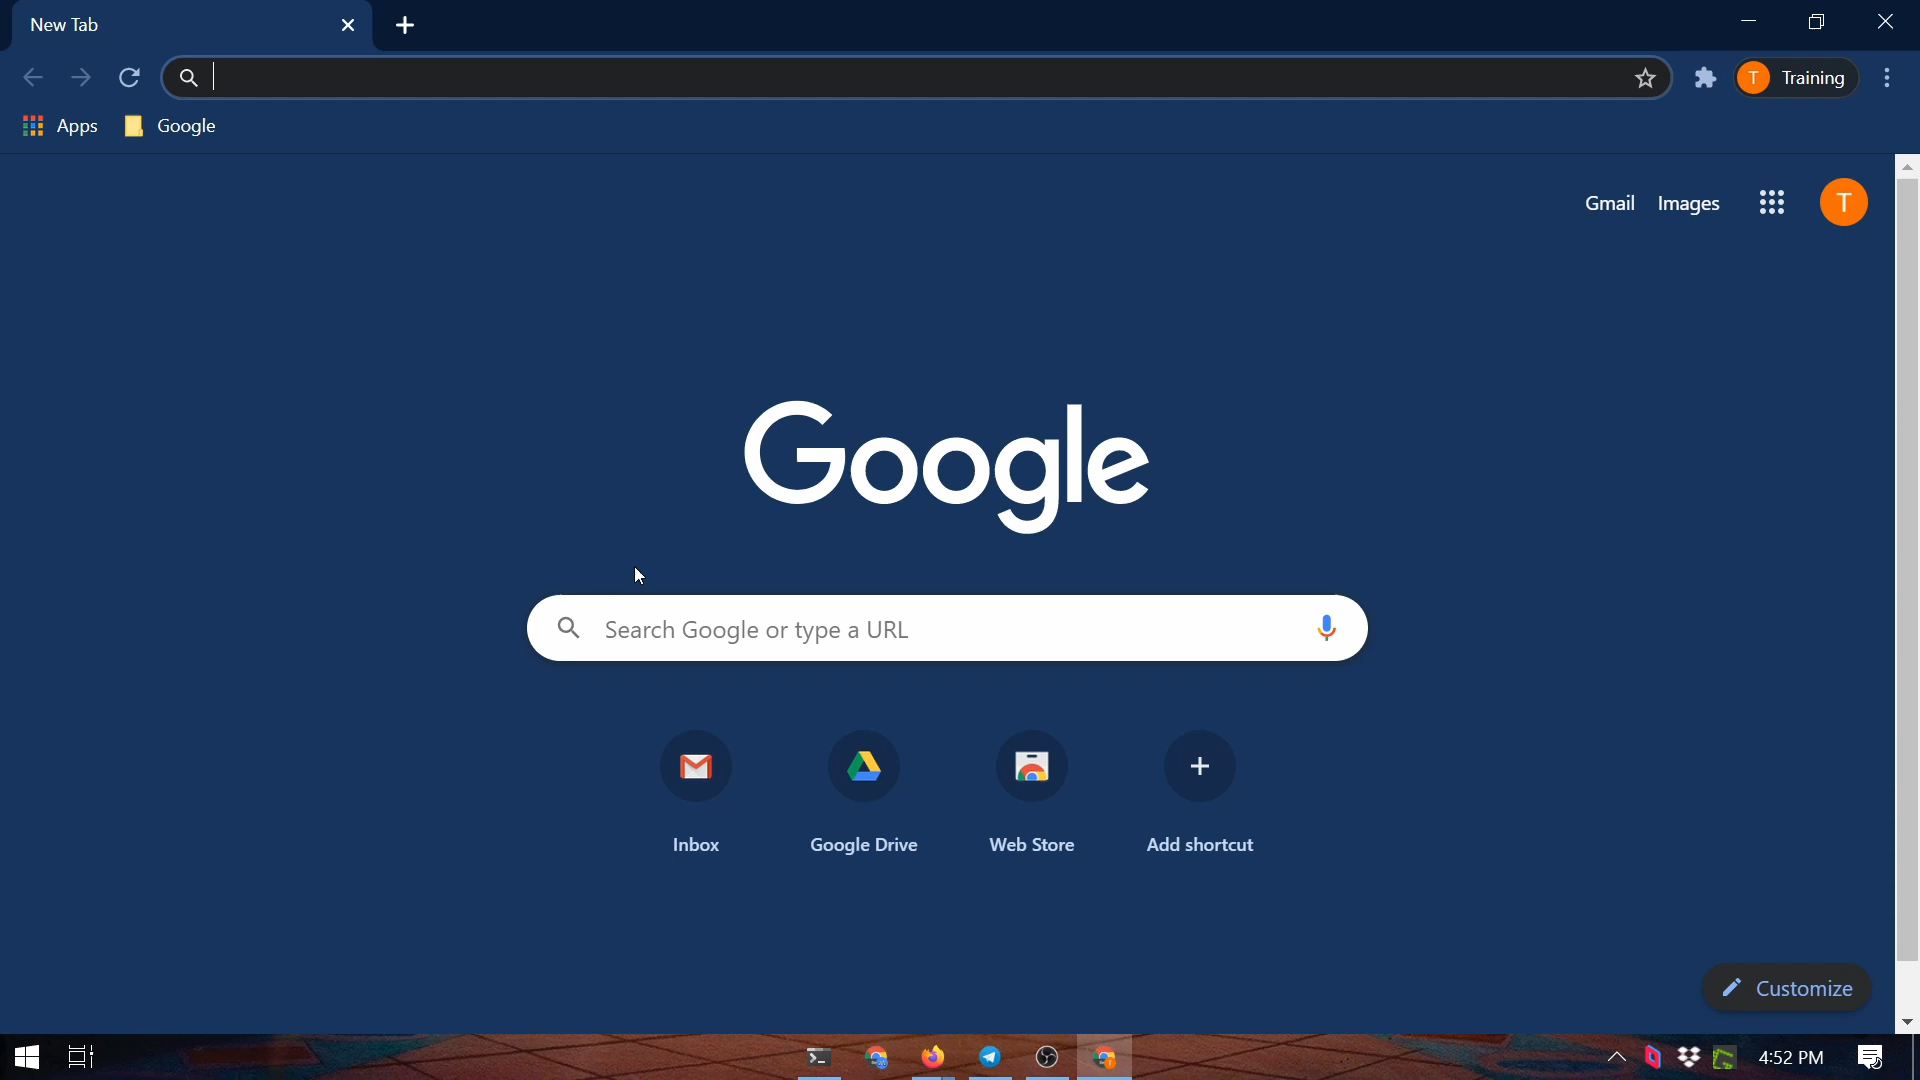 New Tab
T Training
Apps Google
Gmail Images T
Google
Search Google or type a URL
Inbox Google Drive Web Store Add shortcut
Customize
4:52 PM